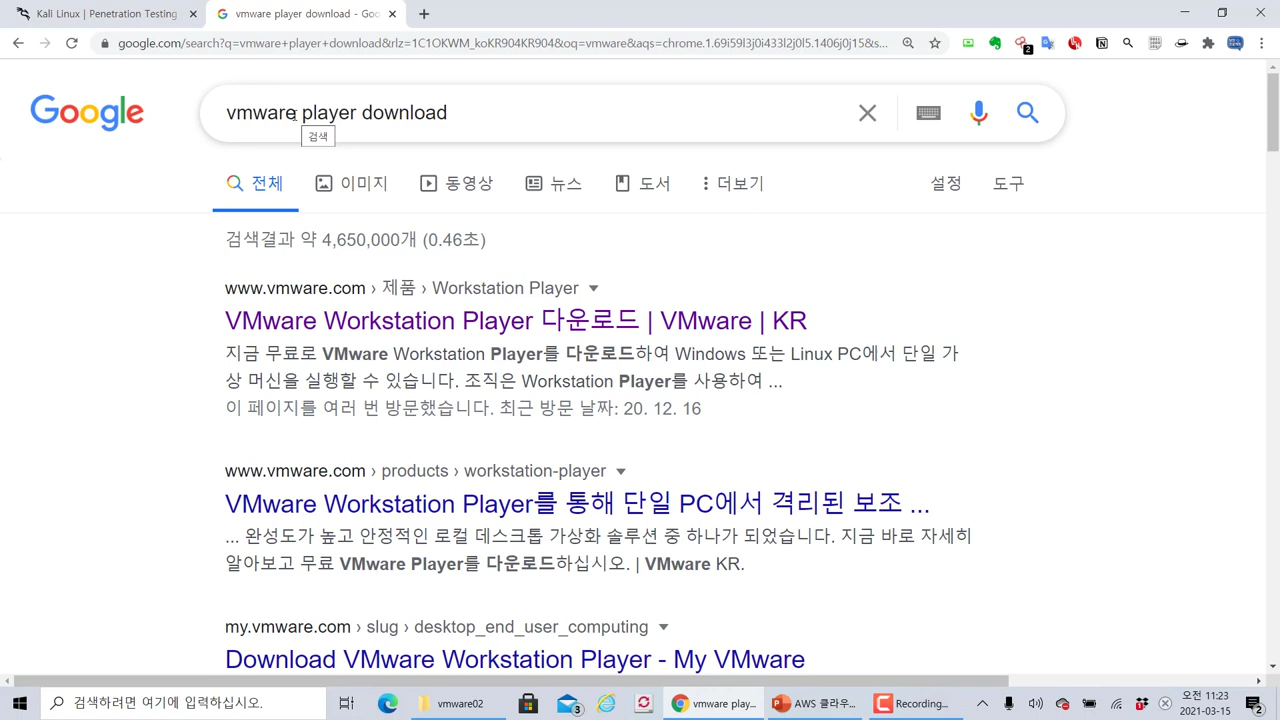 Kali Linux | Penetration Testing
vmware player download - Goo
google.com/search?q=vmware+player+download&rlz=1C1OKWM_koKR904KR904&oq=vmware&aqs=chrome.1.69i59l3j0i433l2j0l5.1406j0j15&s...
2
Google
vmware player download
검색
전체
이미지
동영상
뉴스
도서
더보기
설정
도구
검색결과 약 4,650,000개 (0.46초)
www.vmware.com › 제품 › Workstation Player
VMware Workstation Player 다운로드 | VMware | KR
지금 무료로 VMware Workstation Player를 다운로드하여 Windows 또는 Linux PC에서 단일 가
상 머신을 실행할 수 있습니다. 조직은 Workstation Player를 사용하여 ...
이 페이지를 여러 번 방문했습니다. 최근 방문 날짜: 20. 12. 16
www.vmware.com › products › workstation-player
VMware Workstation Player를 통해 단일 PC에서 격리된 보조 ...
... 완성도가 높고 안정적인 로컬 데스크톱 가상화 솔루션 중 하나가 되었습니다. 지금 바로 자세히
알아보고 무료 VMware Player를 다운로드하십시오. | VMware KR.
my.vmware.com › slug › desktop_end_user_computing
Download VMware Workstation Player - My VMware
검색하려면 여기에 입력하십시오.
vmware02
3
vmware play...
AWS 클라우...
Recording...
오전 11:23
2021-03-15
2